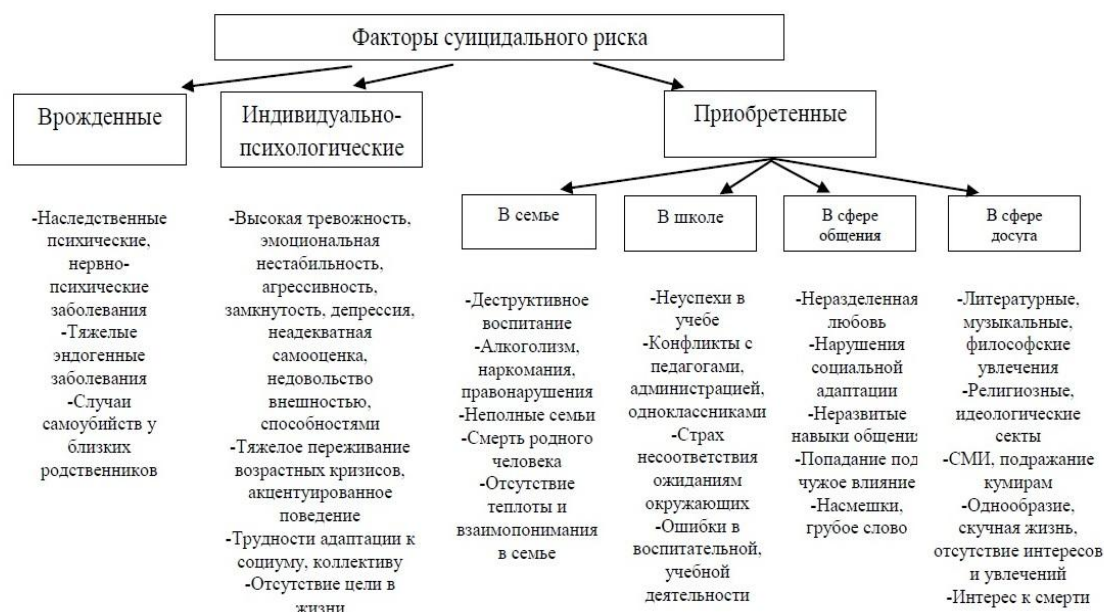 Факторы суицидального риска
Врожденные
-Наследственные
психические,
нервно-
психические
заболевания
-Тяжелые
эндогенные
заболевания
-Случаи
самоубийств у
близких
родственников
Индивидуально-
психологические
-Высокая тревожность,
эмоциональная
нестабильность,
агрессивность,
замкнутость, депрессия,
неадекватная
самооценка,
недовольство
внешностью,
способностями
-Тяжелое переживание
возрастных кризисов,
акцентуированное
поведение
-Трудности адаптации к
социуму, коллективу
-Отсутствие цели в
жизни
Приобретенные
В семье
-Деструктивное
воспитание
-Алкоголизм,
наркомания,
правонарушения
-Неполные семьи
-Смерть родного
человека
-Отсутствие
теплоты и
взаимопонимания
в семье
В школе
-Неуспехи в
учебе
-Конфликты с
педагогами,
администрацией,
одноклассниками
-Страх
несоответствия
ожиданиям
окружающих
-Ошибки в
воспитательной,
учебной
деятельности
В сфере
общения
-Неразделенная
любовь
-Нарушения
социальной
адаптации
-Неразвитые
навыки общения
-Попадание под
чужое влияние
-Насмешки,
грубое слово
В сфере
досуга
-Литературные,
музыкальные,
философские
увлечения
-Религиозные,
идеологические
секты
-СМИ, подражание
кумирам
-Однообразие,
скучная жизнь,
отсутствие интересов
и увлечений
-Интерес к смерти